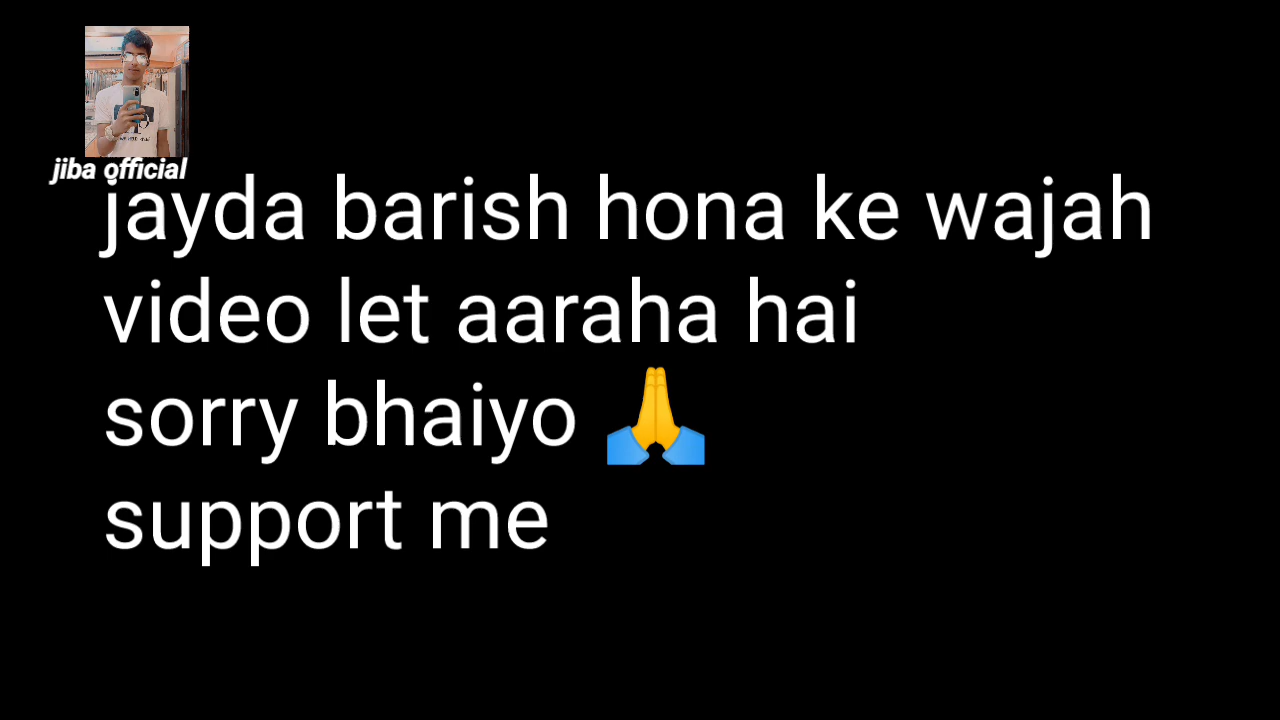 jiba official
jayda barish hona ke wajah
video let aaraha hai
sorry bhaiyo 🙏
support me